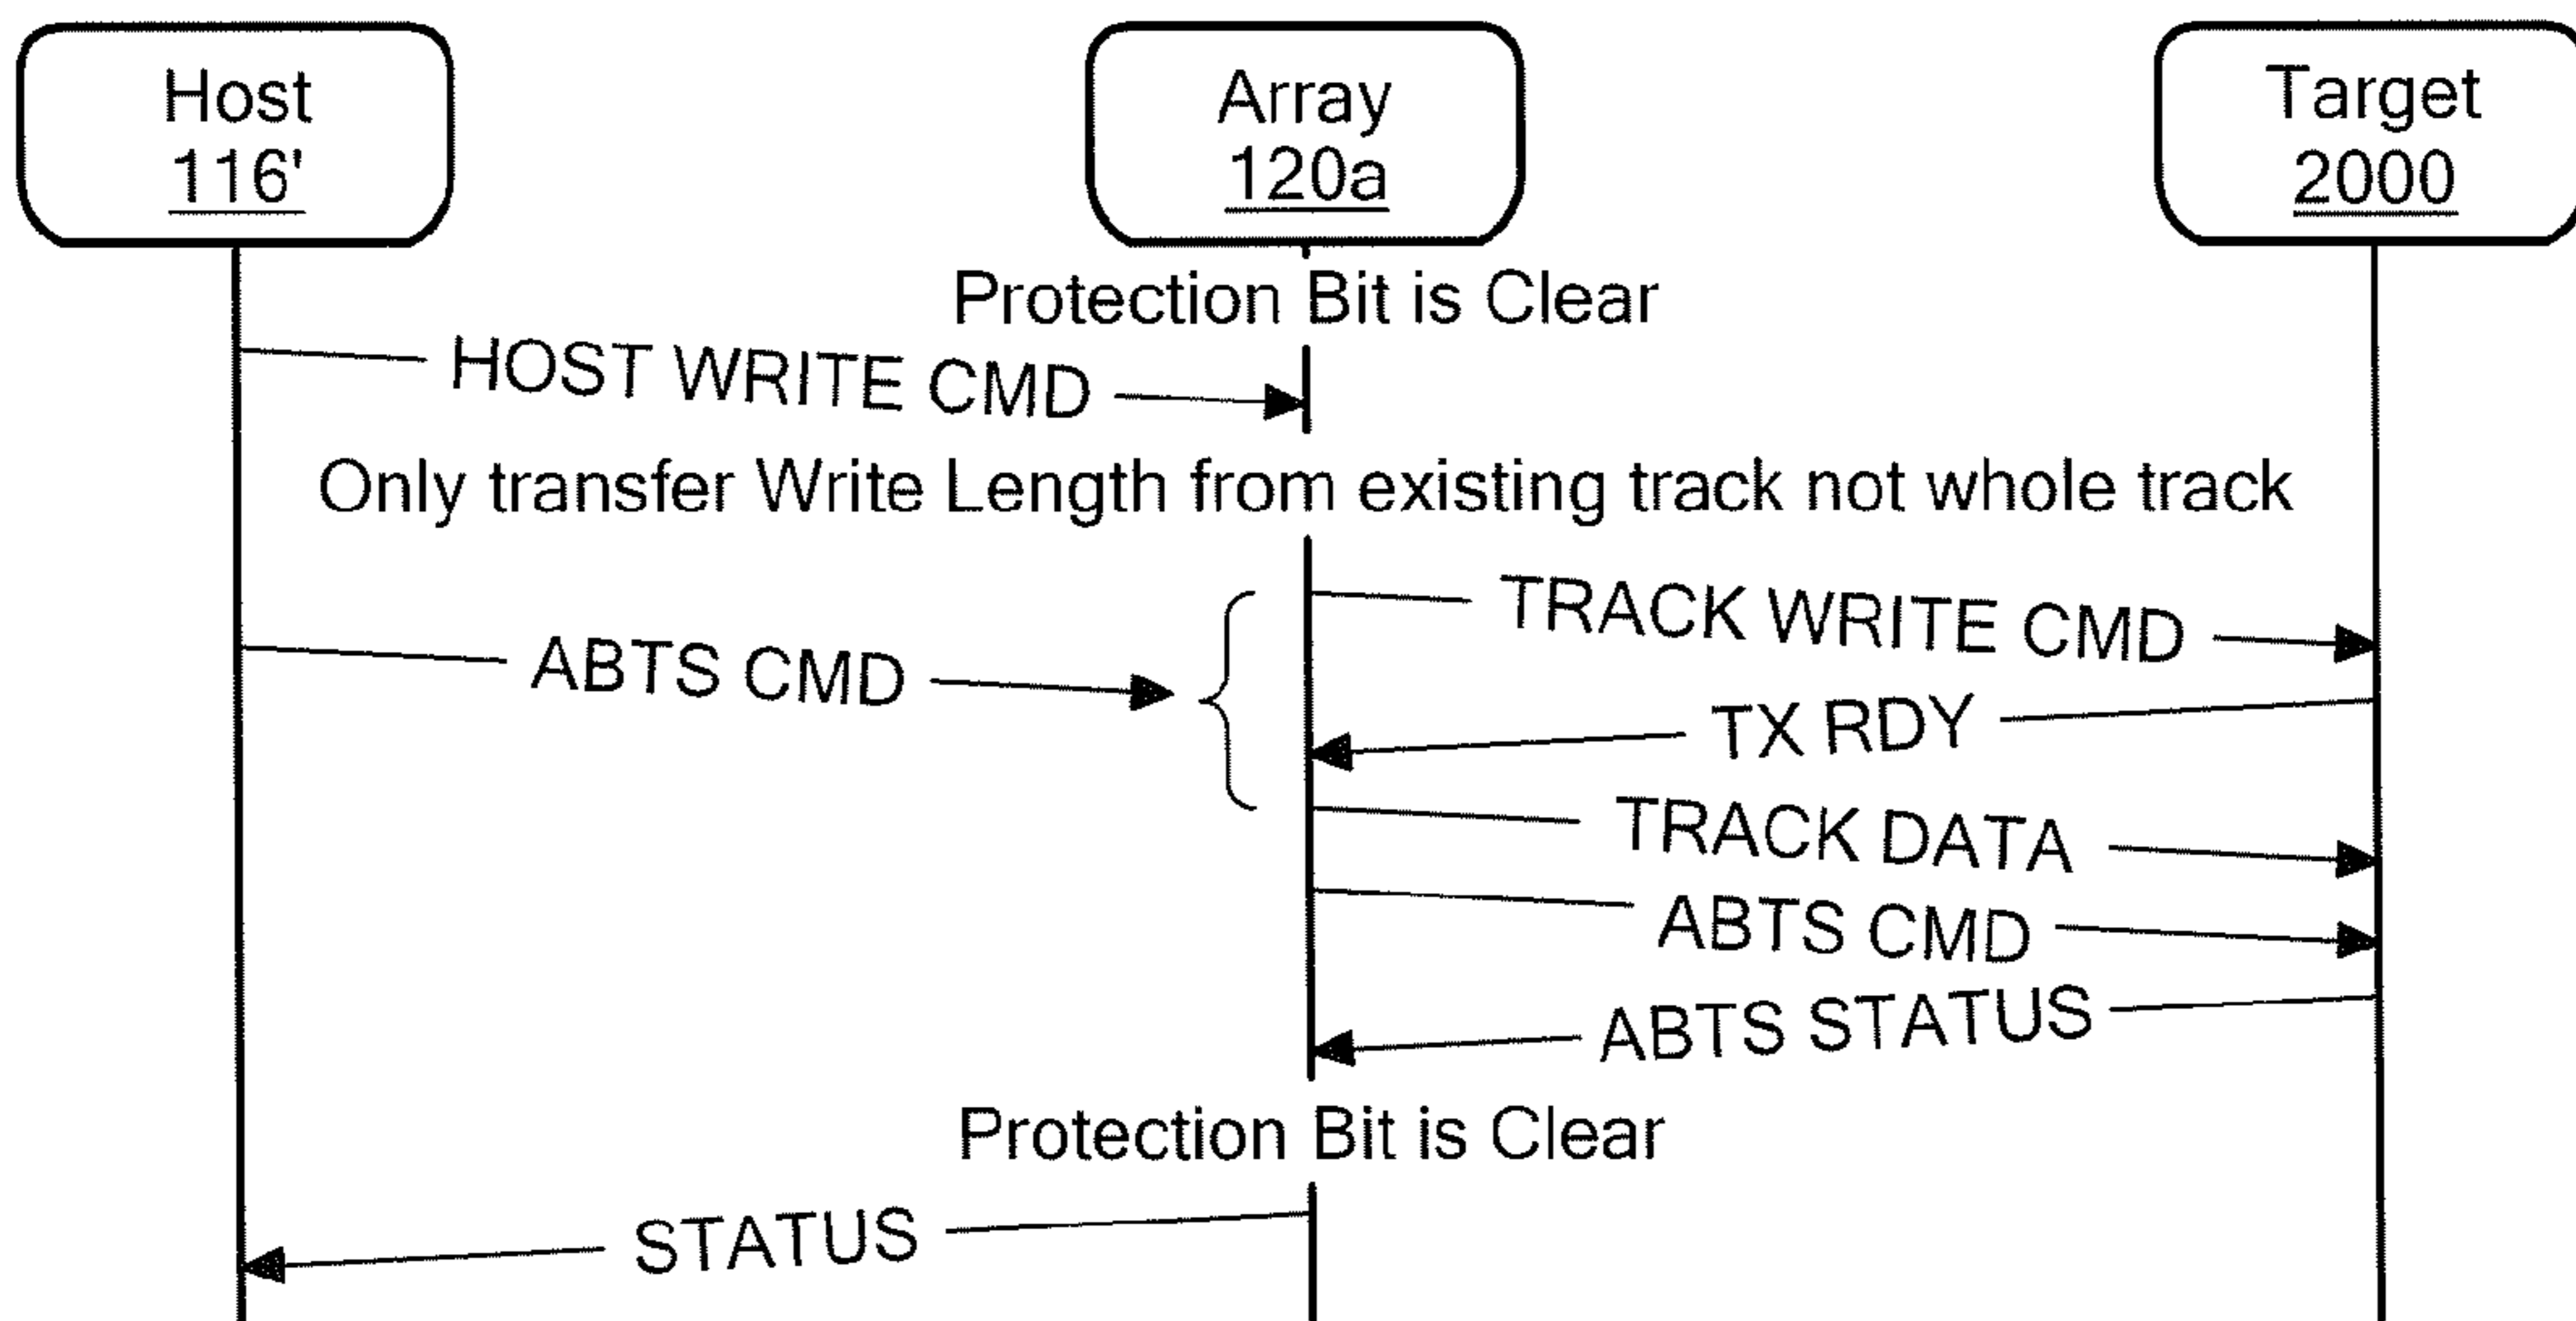 Host
116'
Array
120a
Target
2000
Protection Bit is Clear
HOST WRITE CMD
Only transfer Write Length from existing track not whole track
TRACK WRITE CMD
ABTS CMD
TX RDY
TRACK DATA
ABTS CMD
ABTS STATUS
Protection Bit is Clear
STATUS